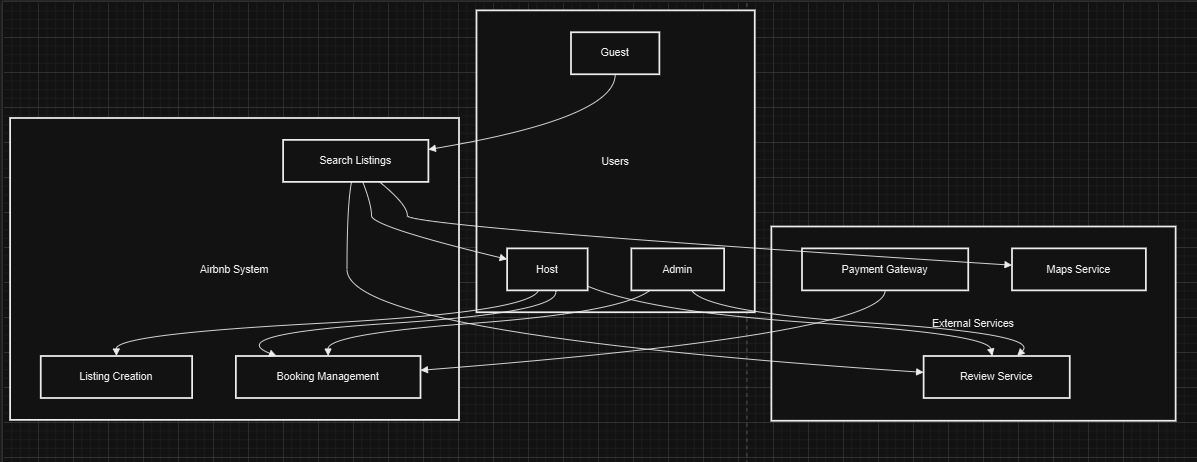 Guest
Search Listings
Users
Airbnb System
Host
Admin
Payment Gateway
Maps Service
External Services
Listing Creation
Booking Management
Review Service